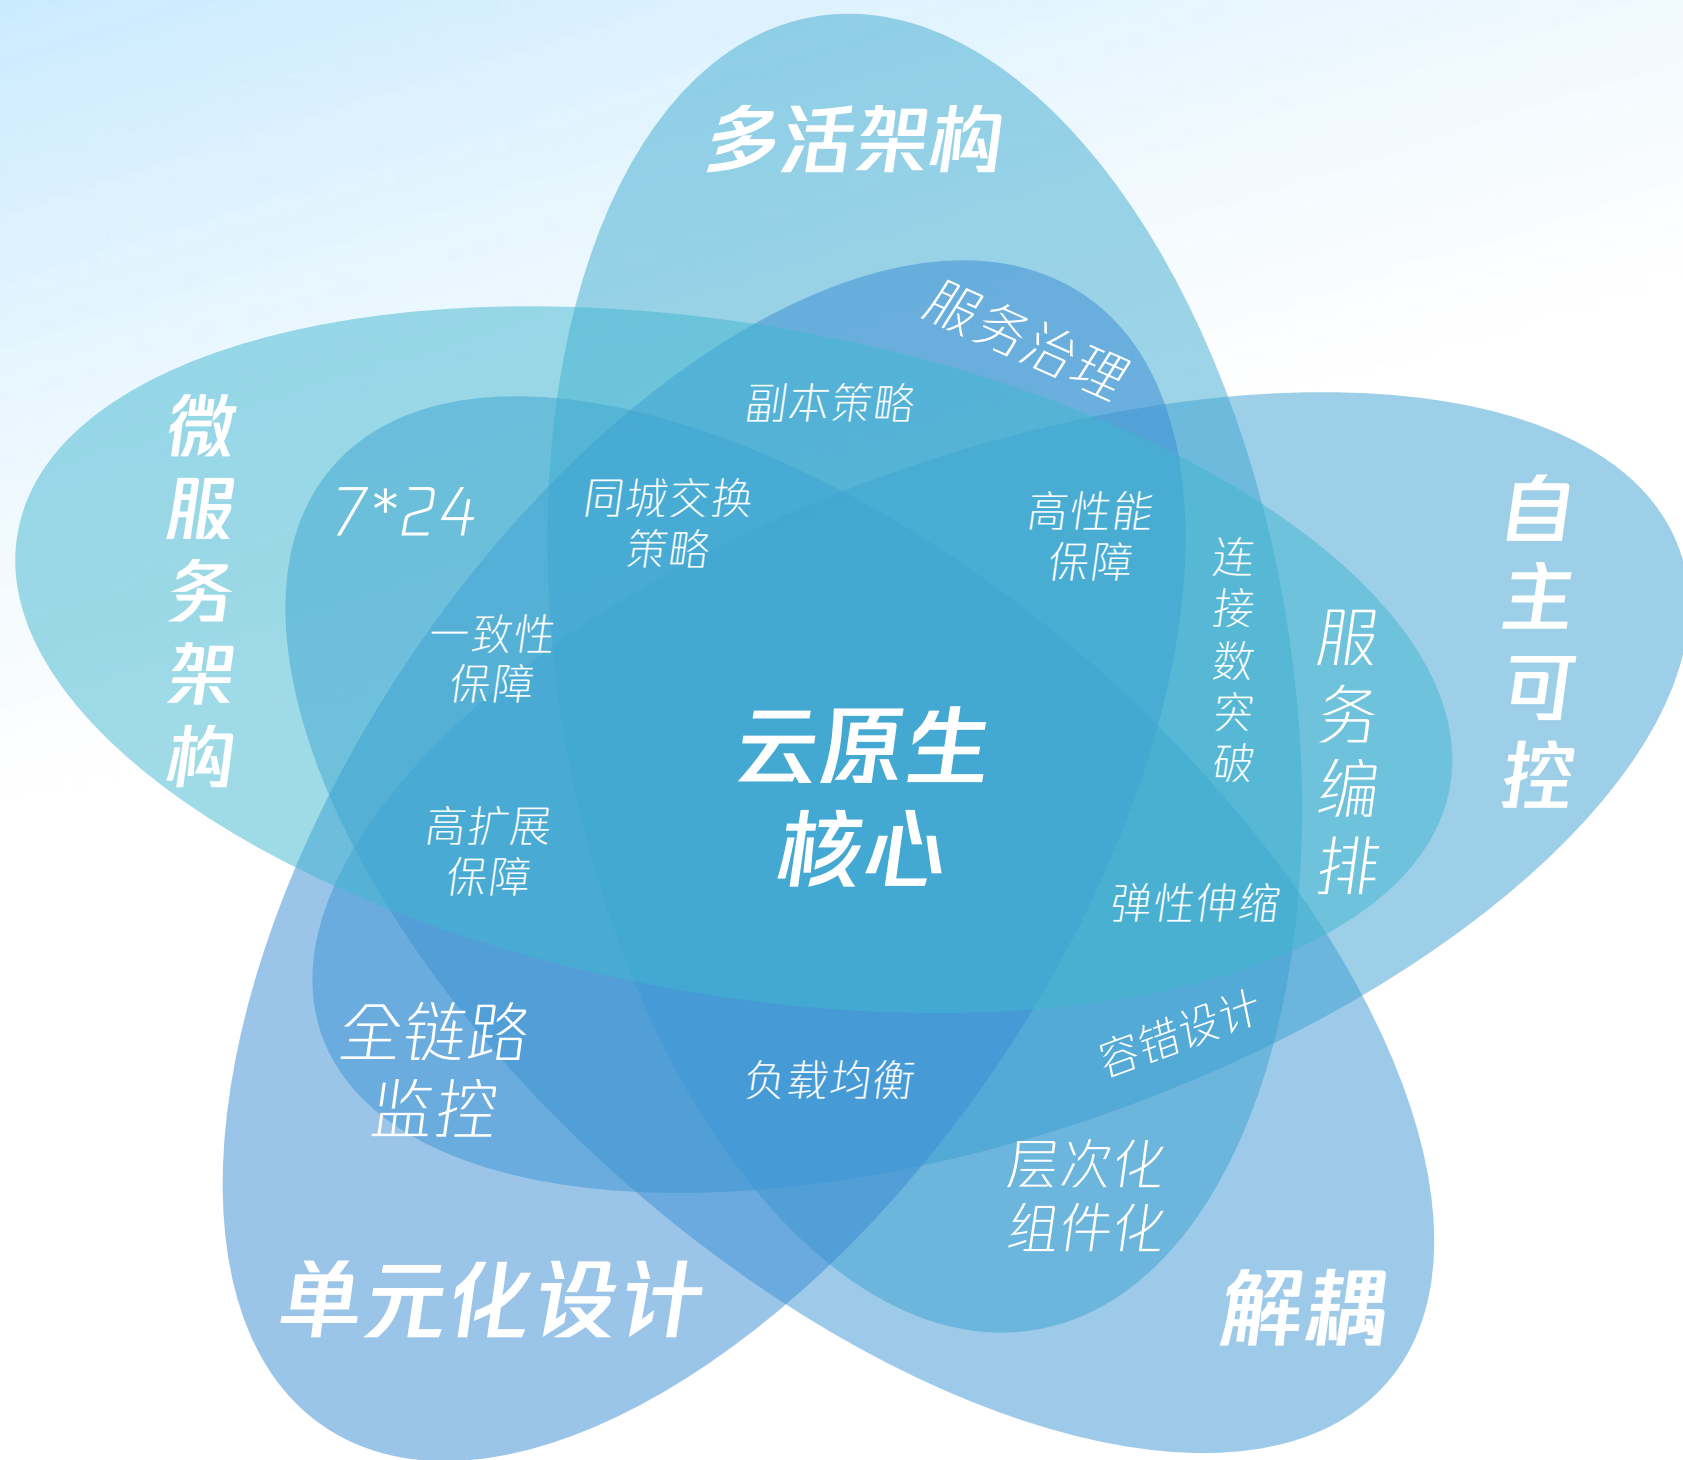 多活架构
服务治理
副本策略
微服务架构
7*24
同城交换
策略
高性能
保障
连接数突破
服务编排
自主可控
一致性
保障
云原生
核心
高扩展
保障
弹性伸缩
全链路
监控
负载均衡
容错设计
层次化
组件化
单元化设计
解耦